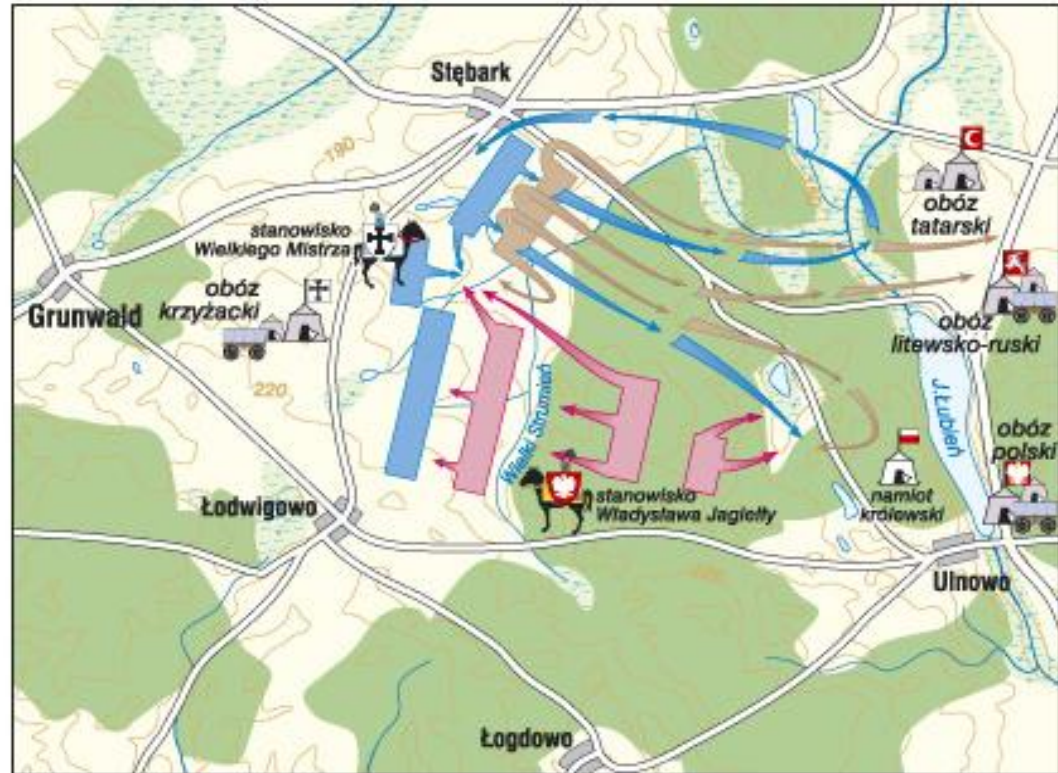 Stębark
190
stanowisko
Wielkiego Mistrza
obóz
tatarski
obóz
krzyżacki
Grunwald
220
obóz
litewsko-ruski
J.Łubień
Wielki Strumień
obóz
polski
namiot
królewski
stanowisko
Władysława Jagiełły
Łodwigowo
Ulnowo
Łogdowo